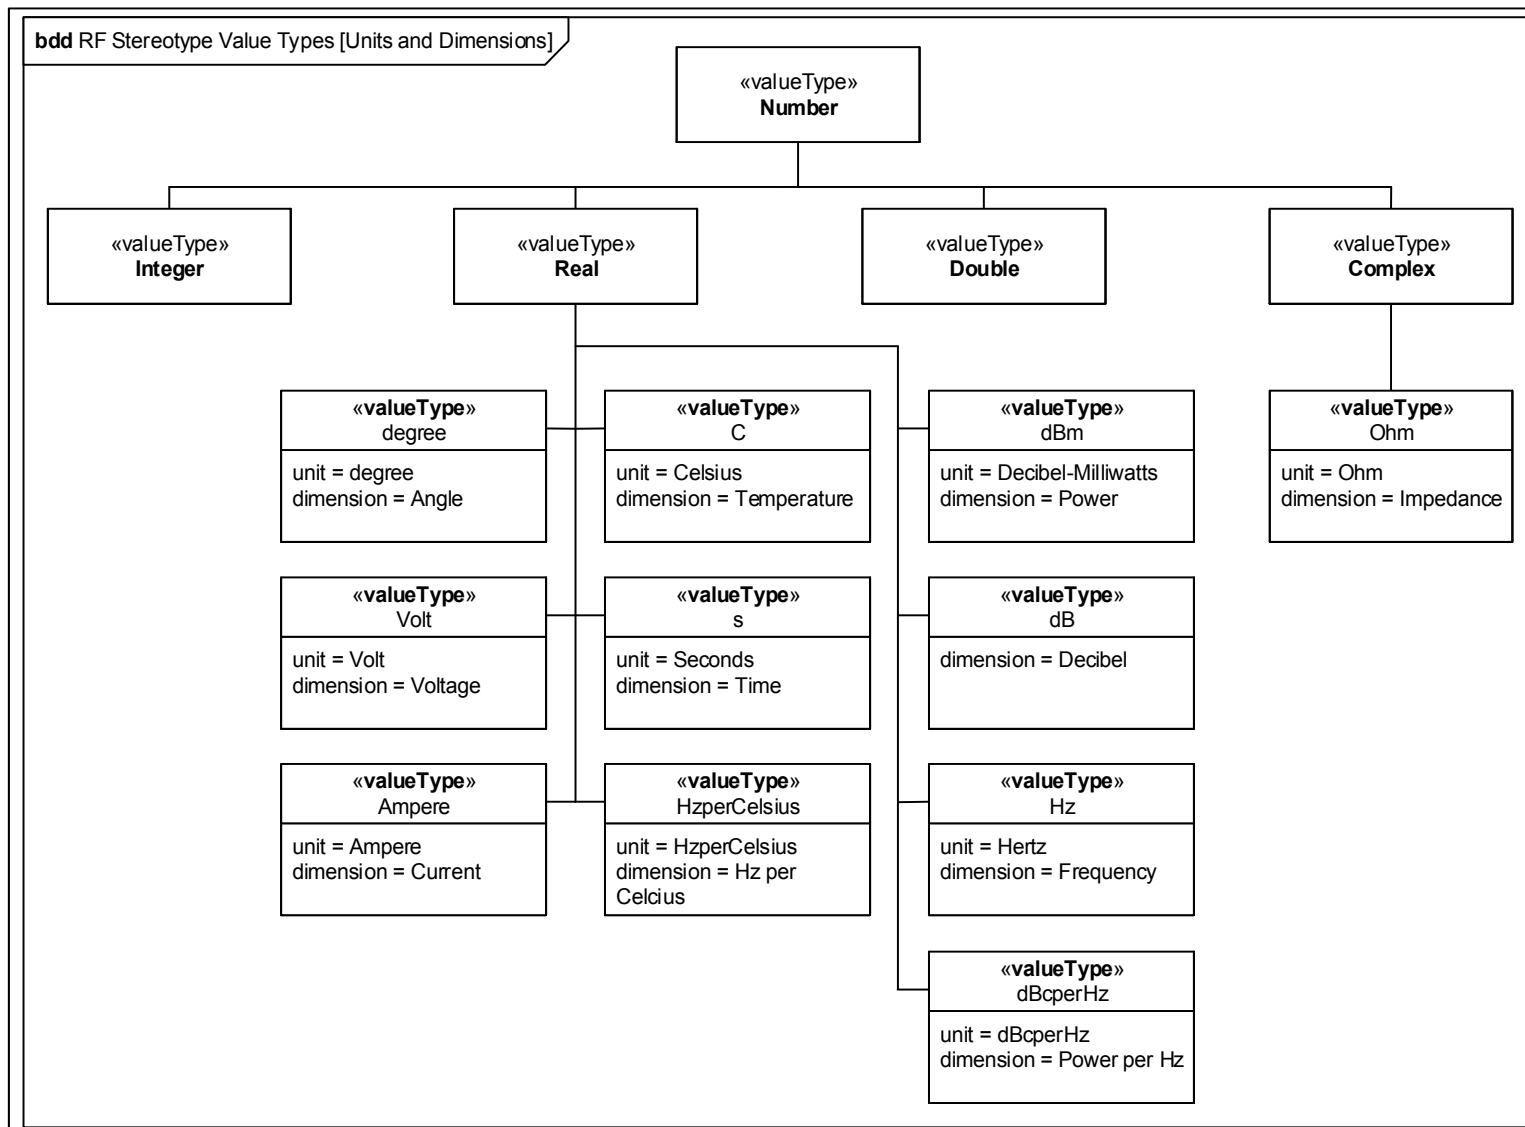 bdd RF Stereotype Value Types [Units and Dimensions]
«valueType»
Number
«valueType»
Integer
«valueType»
Real
«valueType»
Double
«valueType»
Complex
«valueType»
degree
unit = degree
dimension = Angle
«valueType»
C
unit = Celsius
dimension = Temperature
«valueType»
dBm
unit = Decibel-Milliwatts
dimension = Power
«valueType»
Ohm
unit = Ohm
dimension = Impedance
«valueType»
Volt
unit = Volt
dimension = Voltage
«valueType»
s
unit = Seconds
dimension = Time
«valueType»
dB
dimension = Decibel
«valueType»
Ampere
unit = Ampere
dimension = Current
«valueType»
HzperCelsius
unit = HzperCelsius
dimension = Hz per
Celcius
«valueType»
Hz
unit = Hertz
dimension = Frequency
«valueType»
dBcperHz
unit = dBcperHz
dimension = Power per Hz